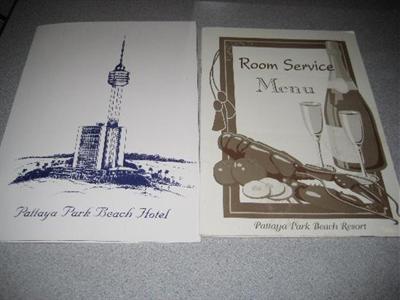 Pattaya Park Beach Hotel
Room Service
Menu
Pattaya Park Beach Resort